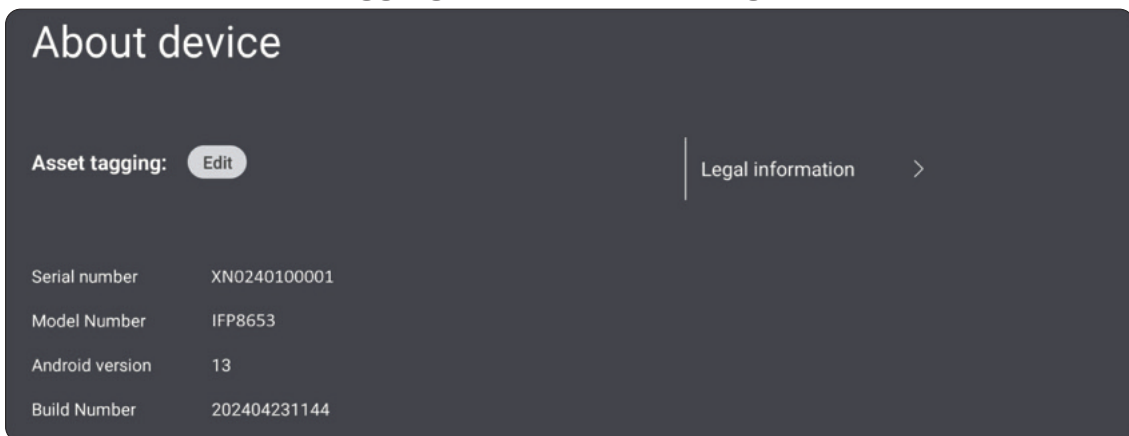 About device
Asset tagging: Edit
Legal information
Serial number XN0240100001
Model Number IFP8653
Android version 13
Build Number 202404231144